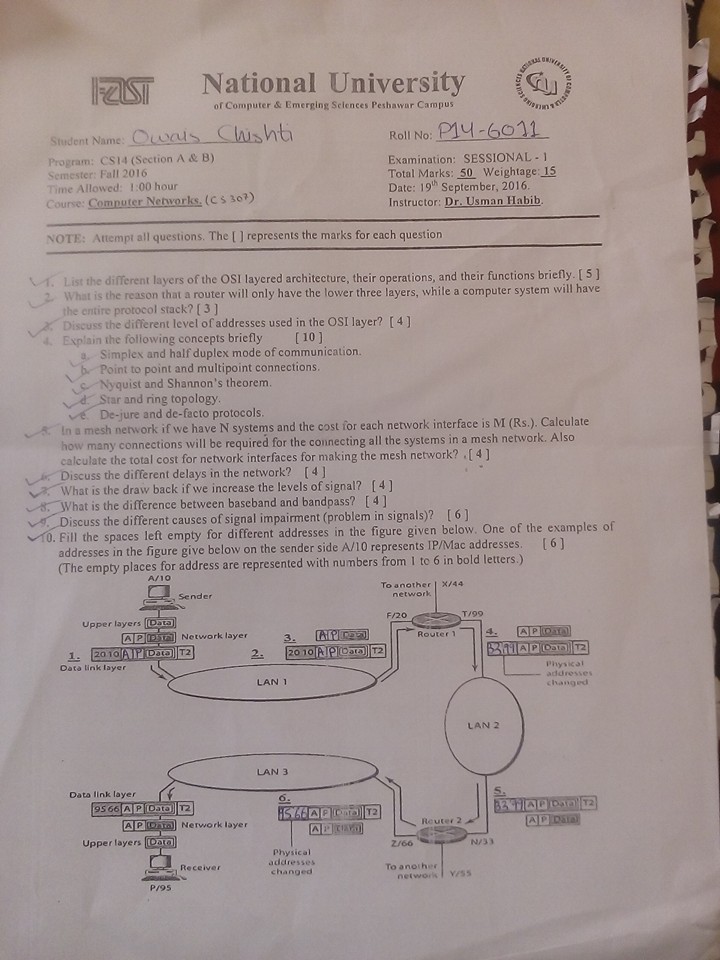 FAST National University
of Computer & Emerging Sciences Peshawar Campus
Student Name: Owais Chishti Roll No: P14-6011
Program: CS14 (Section A & B) Examination: SESSIONAL - 1
Semester: Fall 2016 Total Marks: 50 Weightage: 15
Time Allowed: 1:00 hour Date: 19th September, 2016.
Course: Computer Networks. (CS 307) Instructor: Dr. Usman Habib.
NOTE: Attempt all questions. The [ ] represents the marks for each question
1. List the different layers of the OSI layered architecture, their operations, and their functions briefly. [ 5 ]
2. What is the reason that a router will only have the lower three layers, while a computer system will have
the entire protocol stack? [ 3 ]
3. Discuss the different level of addresses used in the OSI layer? [ 4 ]
4. Explain the following concepts briefly [ 10 ]
a. Simplex and half duplex mode of communication.
b. Point to point and multipoint connections.
c. Nyquist and Shannon's theorem.
d. Star and ring topology.
e. De-jure and de-facto protocols.
5. In a mesh network if we have N systems and the cost for each network interface is M (Rs.). Calculate
how many connections will be required for the connecting all the systems in a mesh network. Also
calculate the total cost for network interfaces for making the mesh network? . [ 4 ]
6. Discuss the different delays in the network? [ 4 ]
7. What is the draw back if we increase the levels of signal? [ 4 ]
8. What is the difference between baseband and bandpass? [ 4 ]
9. Discuss the different causes of signal impairment (problem in signals)? [ 6 ]
10. Fill the spaces left empty for different addresses in the figure given below. One of the examples of
addresses in the figure give below on the sender side A/10 represents IP/Mac addresses. [ 6 ]
(The empty places for address are represented with numbers from 1 to 6 in bold letters.)
A/10
Sender
To another network X/44
F/20 T/99
Router 1
Upper layers Data
A P Data Network layer
1. 20 10 A P Data T2
Data link layer
2.
3. A P Data
20 10 A P Data T2
4. A P Data
33 99 A P Data T2
Physical
addresses
changed
LAN 1
LAN 2
LAN 3
Data link layer
95 66 A P Data T2
A P Data Network layer
Upper layers Data
Receiver
P/95
6.
95 66 A P Data T2
A P Data
Physical
addresses
changed
5.
33 99 A P Data T2
A P Data
Router 2
Z/66 N/33
To another
network Y/55